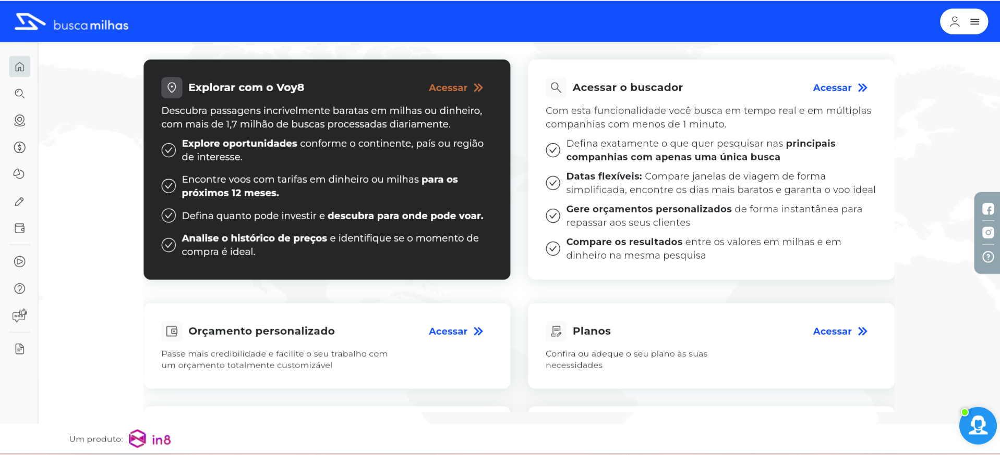 buscamilhas
Explorar com o Voy8
Acessar
Descubra passagens incrivelmente baratas em milhas ou dinheiro,
com mais de 1,7 milhão de buscas processadas diariamente.
Explore oportunidades conforme o continente, país ou região
de interesse.
Encontre voos com tarifas em dinheiro ou milhas para os
próximos 12 meses.
Defina quanto pode investir e descubra para onde pode voar.
Analise o histórico de preços e identifique se o momento de
compra é ideal.
Acessar o buscador
Acessar
Com esta funcionalidade você busca em tempo real e em múltiplas
companhias com menos de 1 minuto.
Defina exatamente o que quer pesquisar nas principais
companhias com apenas uma única busca
Datas flexíveis: Compare janelas de viagem de forma
simplificada, encontre os dias mais baratos e garanta o voo ideal
Gere orçamentos personalizados de forma instantânea para
repassar aos seus clientes
Compare os resultados entre os valores em milhas e em
dinheiro na mesma pesquisa
Orçamento personalizado
Acessar
Passe mais credibilidade e facilite o seu trabalho com
um orçamento totalmente customizável
Planos
Acessar
Confira ou adeque o seu plano às suas
necessidades
Um produto: in8